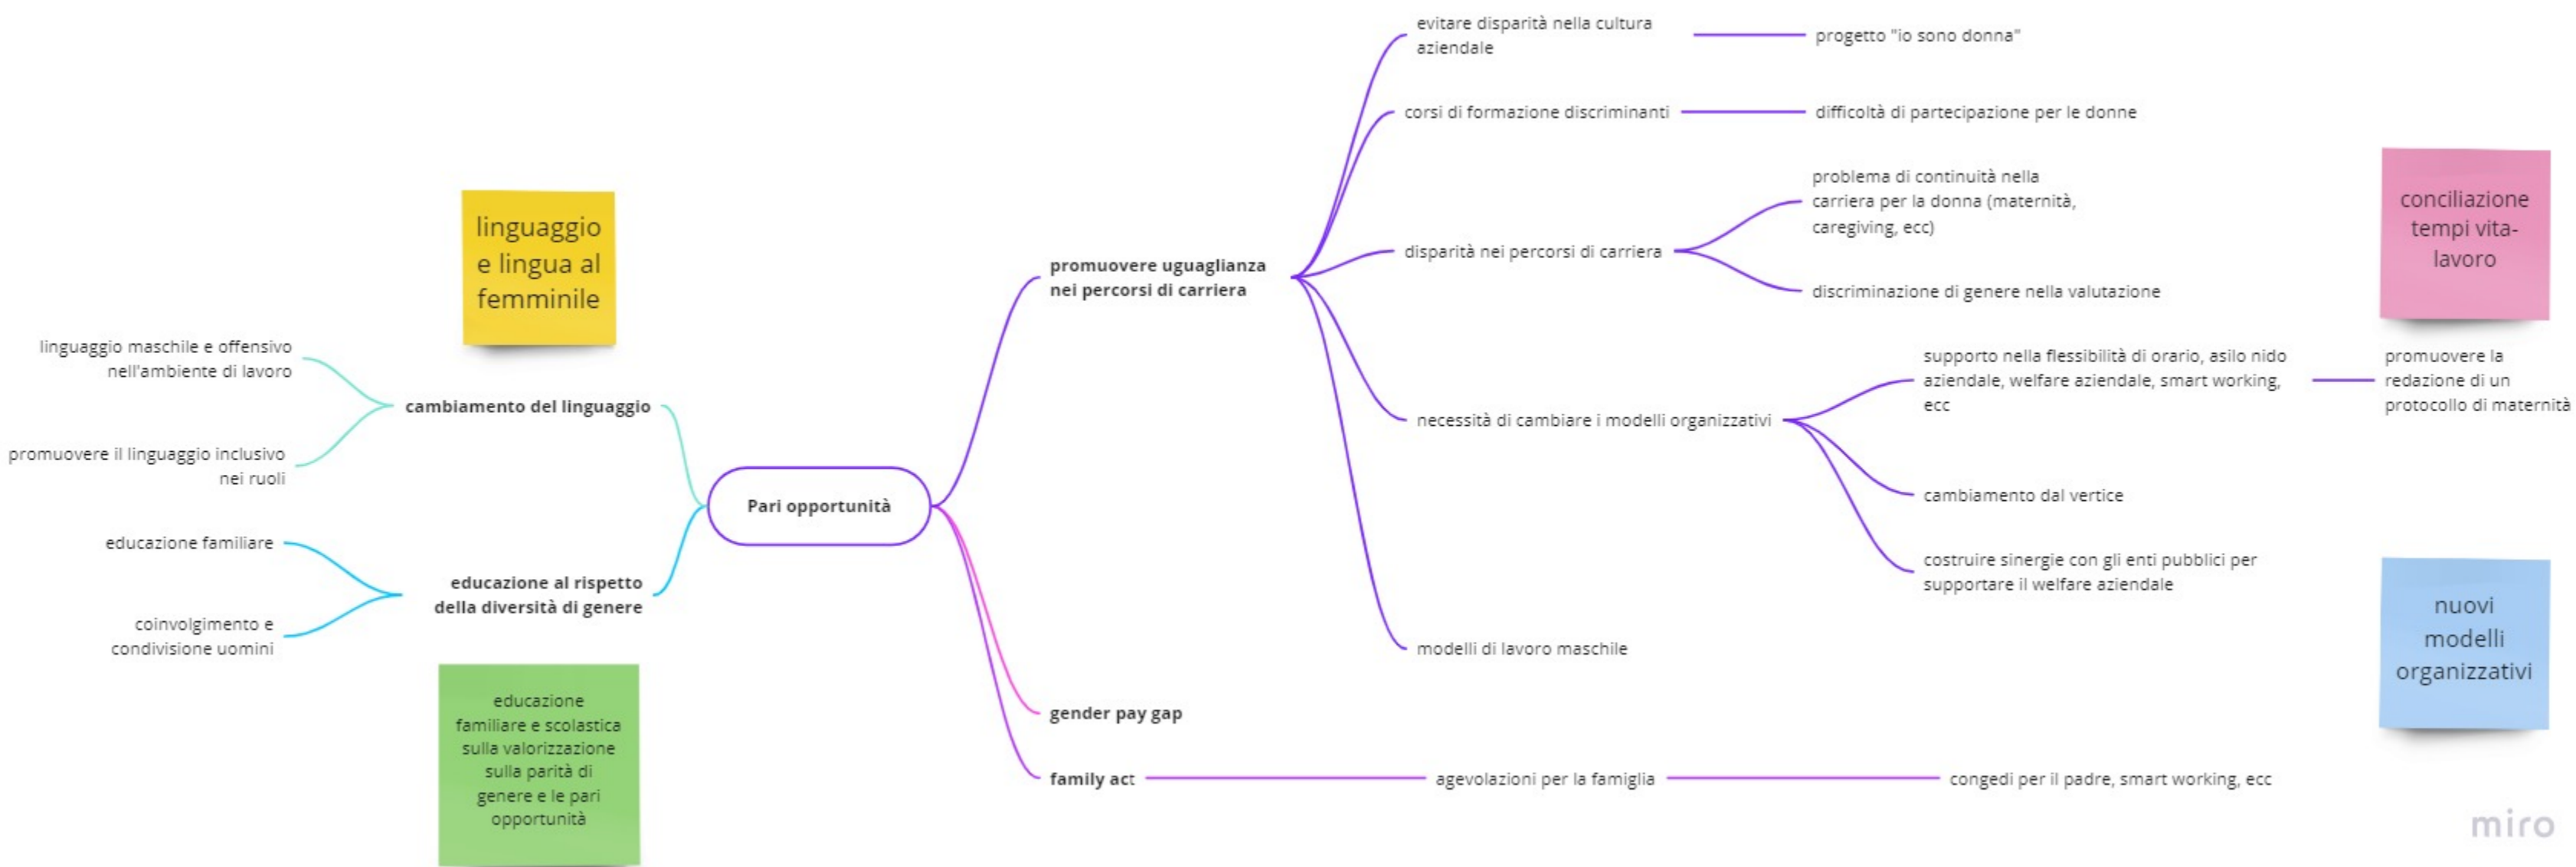 evitare disparità nella cultura
aziendale
progetto "io sono donna"
corsi di formazione discriminanti
difficoltà di partecipazione per le donne
problema di continuità nella
carriera per la donna (maternità,
caregiving, ecc)
disparità nei percorsi di carriera
discriminazione di genere nella valutazione
conciliazione
tempi vita-
lavoro
linguaggio
e lingua al
femminile
promuovere uguaglianza
nei percorsi di carriera
linguaggio maschile e offensivo
nell'ambiente di lavoro
cambiamento del linguaggio
promuovere il linguaggio inclusivo
nei ruoli
supporto nella flessibilità di orario, asilo nido
aziendale, welfare aziendale, smart working,
ecc
promuovere la
redazione di un
protocollo di maternità
necessità di cambiare i modelli organizzativi
cambiamento dal vertice
costruire sinergie con gli enti pubblici per
supportare il welfare aziendale
Pari opportunità
educazione familiare
educazione al rispetto
della diversità di genere
coinvolgimento e
condivisione uomini
modelli di lavoro maschile
nuovi
modelli
organizzativi
educazione
familiare e scolastica
sulla valorizzazione
sulla parità di
genere e le pari
opportunità
gender pay gap
family act
agevolazioni per la famiglia
congedi per il padre, smart working, ecc
miro